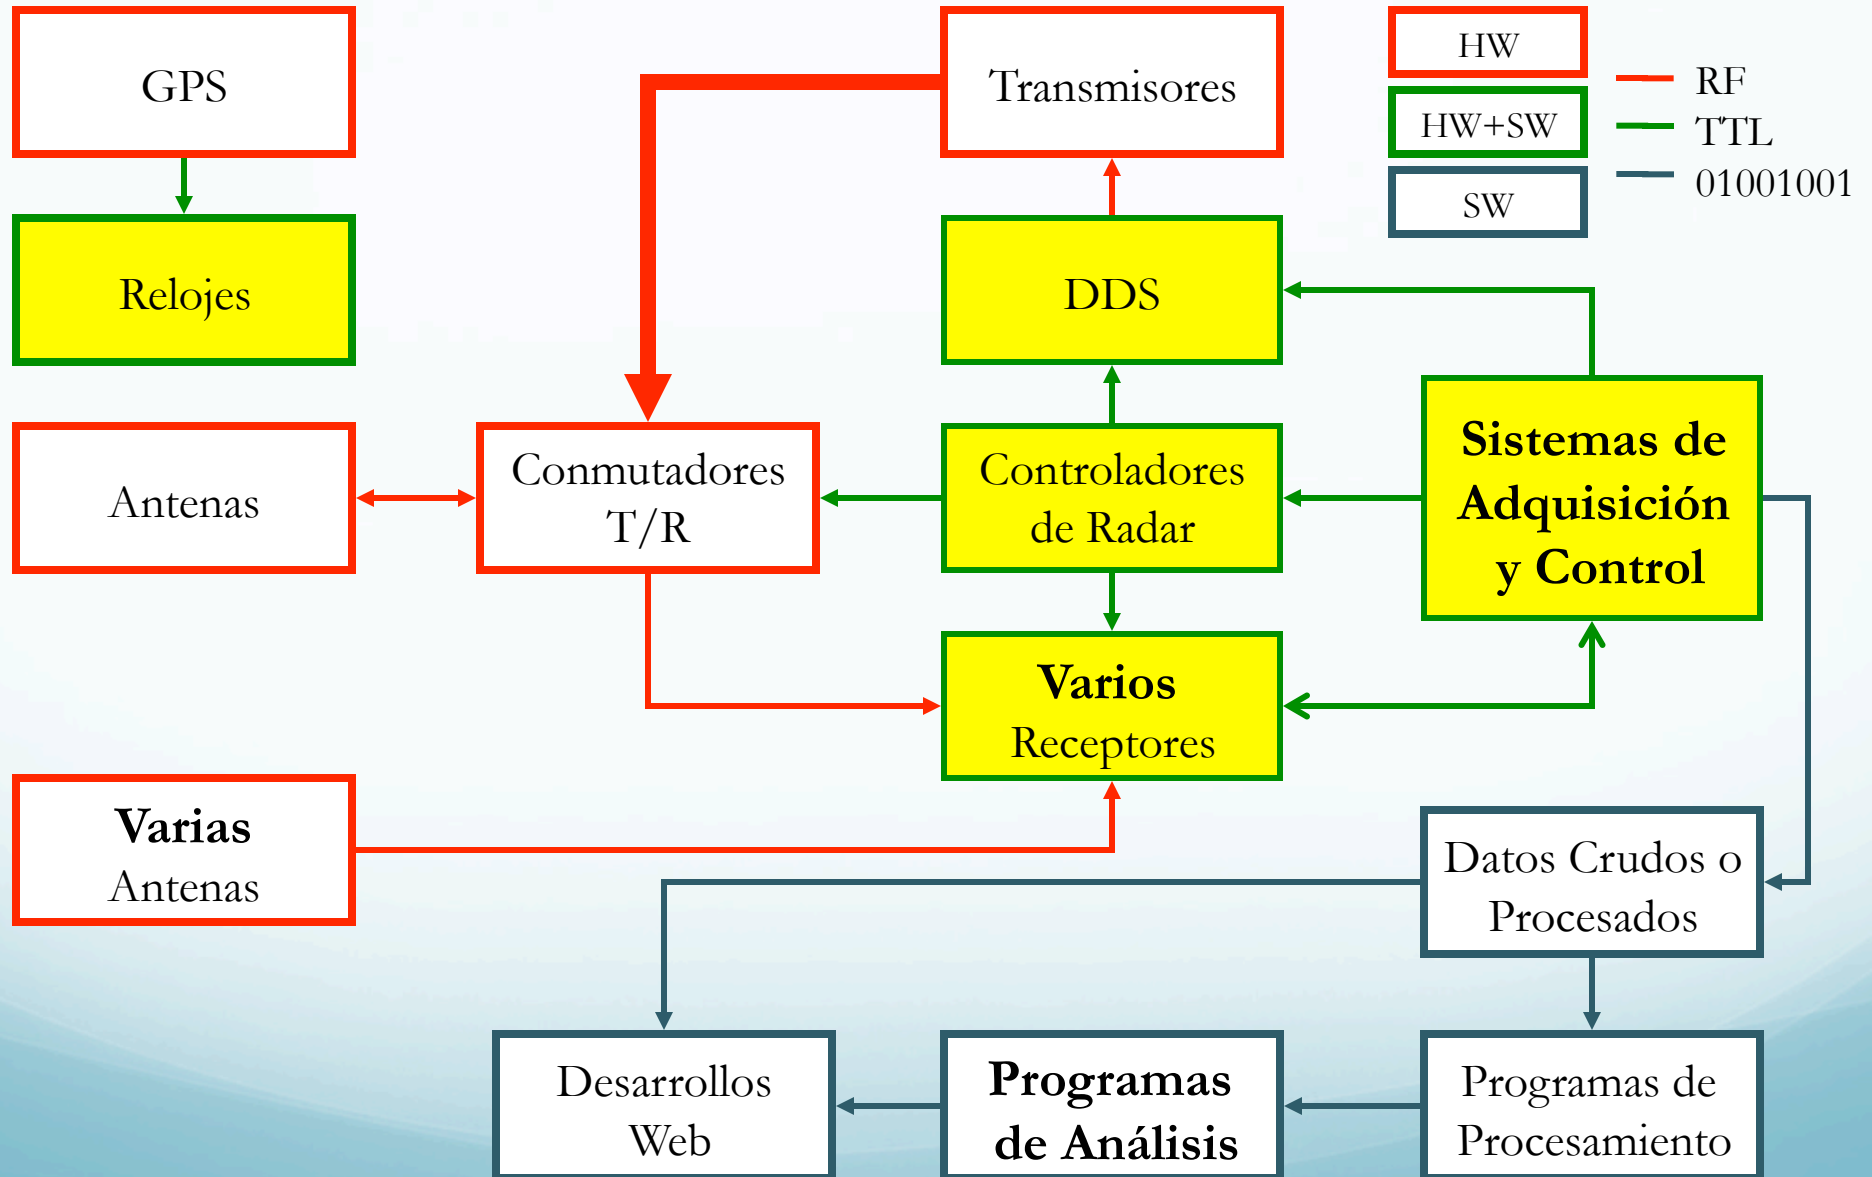 GPS
Transmisores
HW
HW+SW
SW
RF
TTL
01001001
Relojes
DDS
Antenas
Conmutadores
T/R
Controladores
de Radar
Sistemas de
Adquisición
y Control
Varios
Receptores
Varias
Antenas
Datos Crudos o
Procesados
Desarrollos
Web
Programas
de Análisis
Programas de
Procesamiento